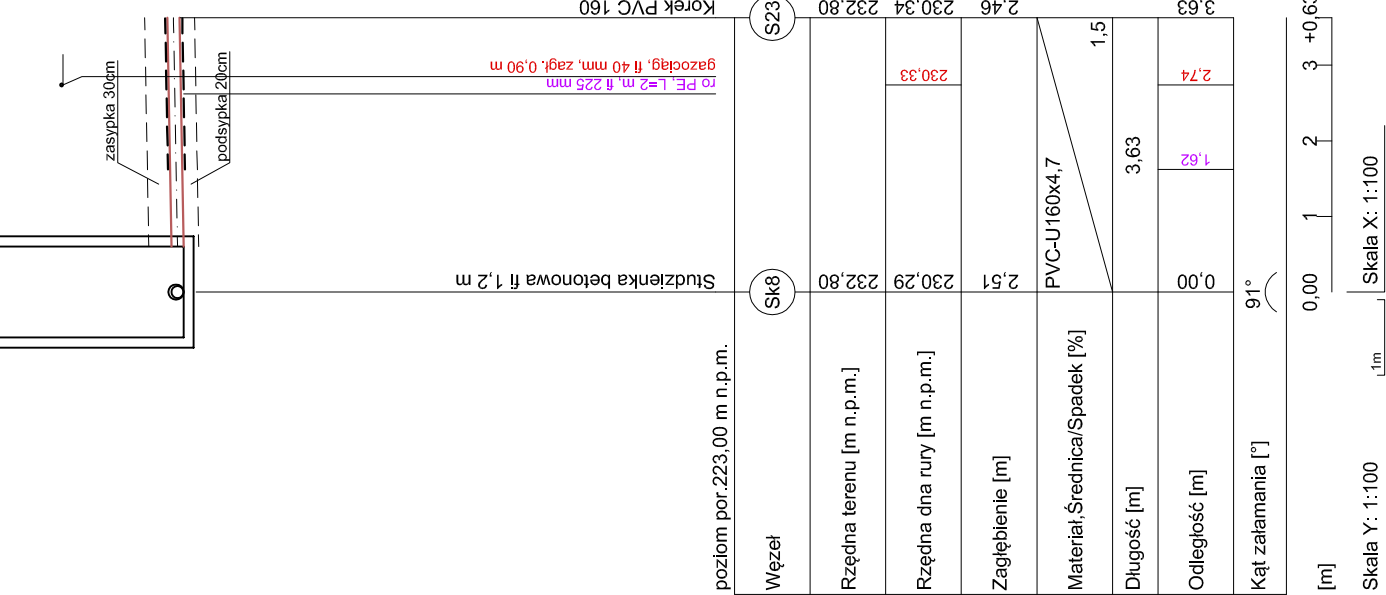 zasypka 30cm
podsypka 20cm
Korek PVC 160
gazociąg, fi 40 mm, zagł. 0,90 m
ro PE, L=2 m, fi 225 mm
Studzienka betonowa fi 1,2 m
poziom por.223,00 m n.p.m.
Węzeł Sk8 S23
Rzędna terenu [m n.p.m.] 232,80 232,80
Rzędna dna rury [m n.p.m.] 230,29 230,33 230,34
Zagłębienie [m] 2,51 2,46
Materiał,Średnica/Spadek [%] PVC-U160x4,7 1,5
Długość [m] 3,63
Odległość [m] 0,00 1,62 2,74 3,63
Kąt załamania [°] 91°
[m] 0,00 1 2 3
Skala Y: 1:100 1m Skala X: 1:100